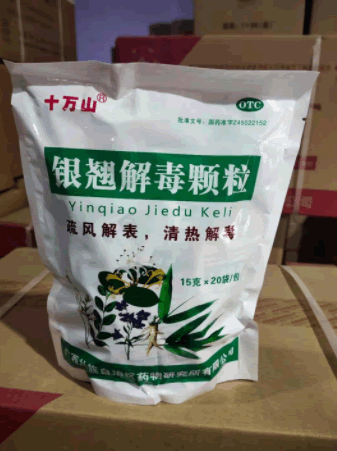 十万山®
OTC
批准文号：国药准字Z45022152
银翘解毒颗粒
Yinqiao Jiedu Keli
疏风解表，清热解毒
15克×20袋/包
药物研究所有限公司